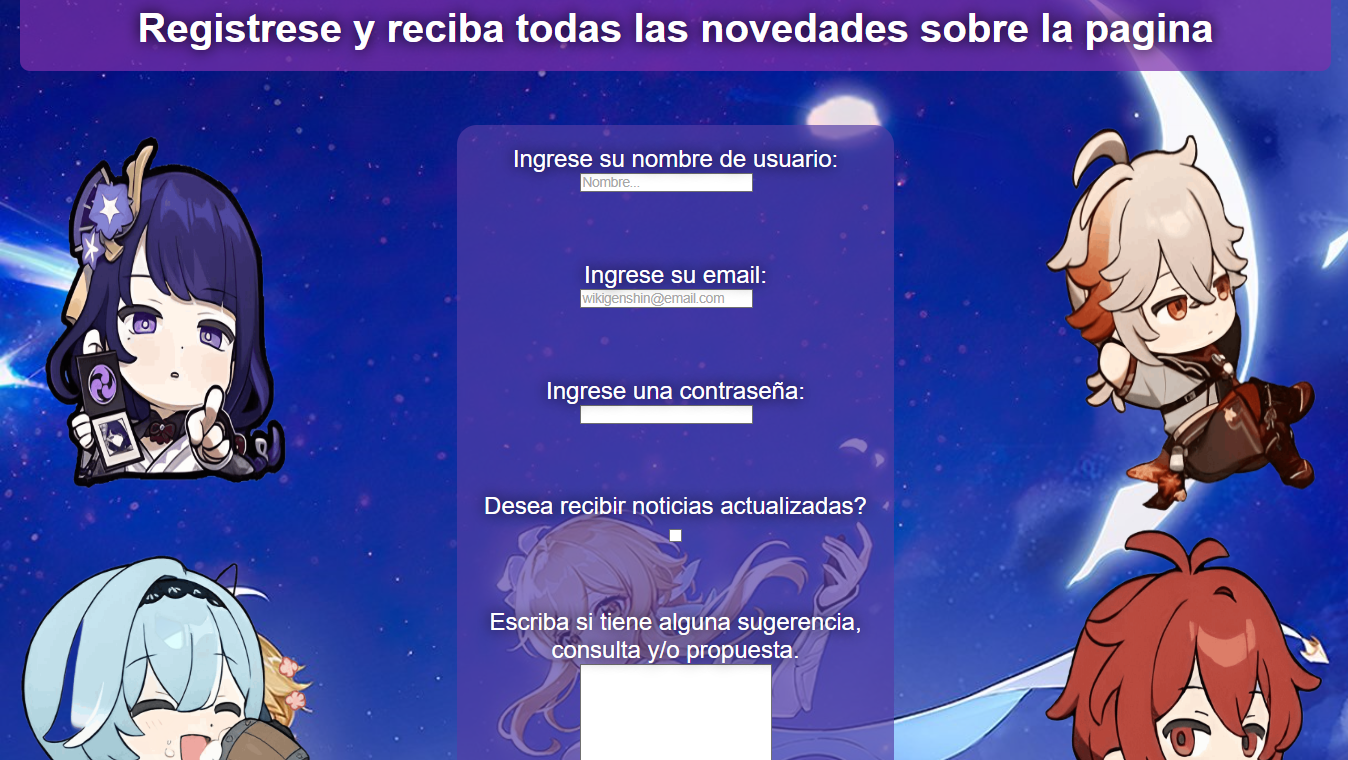 Registrese y reciba todas las novedades sobre la pagina
Ingrese su nombre de usuario:
Nombre...
Ingrese su email:
wikigenshin@email.com
Ingrese una contraseña:
Desea recibir noticias actualizadas?
Escriba si tiene alguna sugerencia,
consulta y/o propuesta.